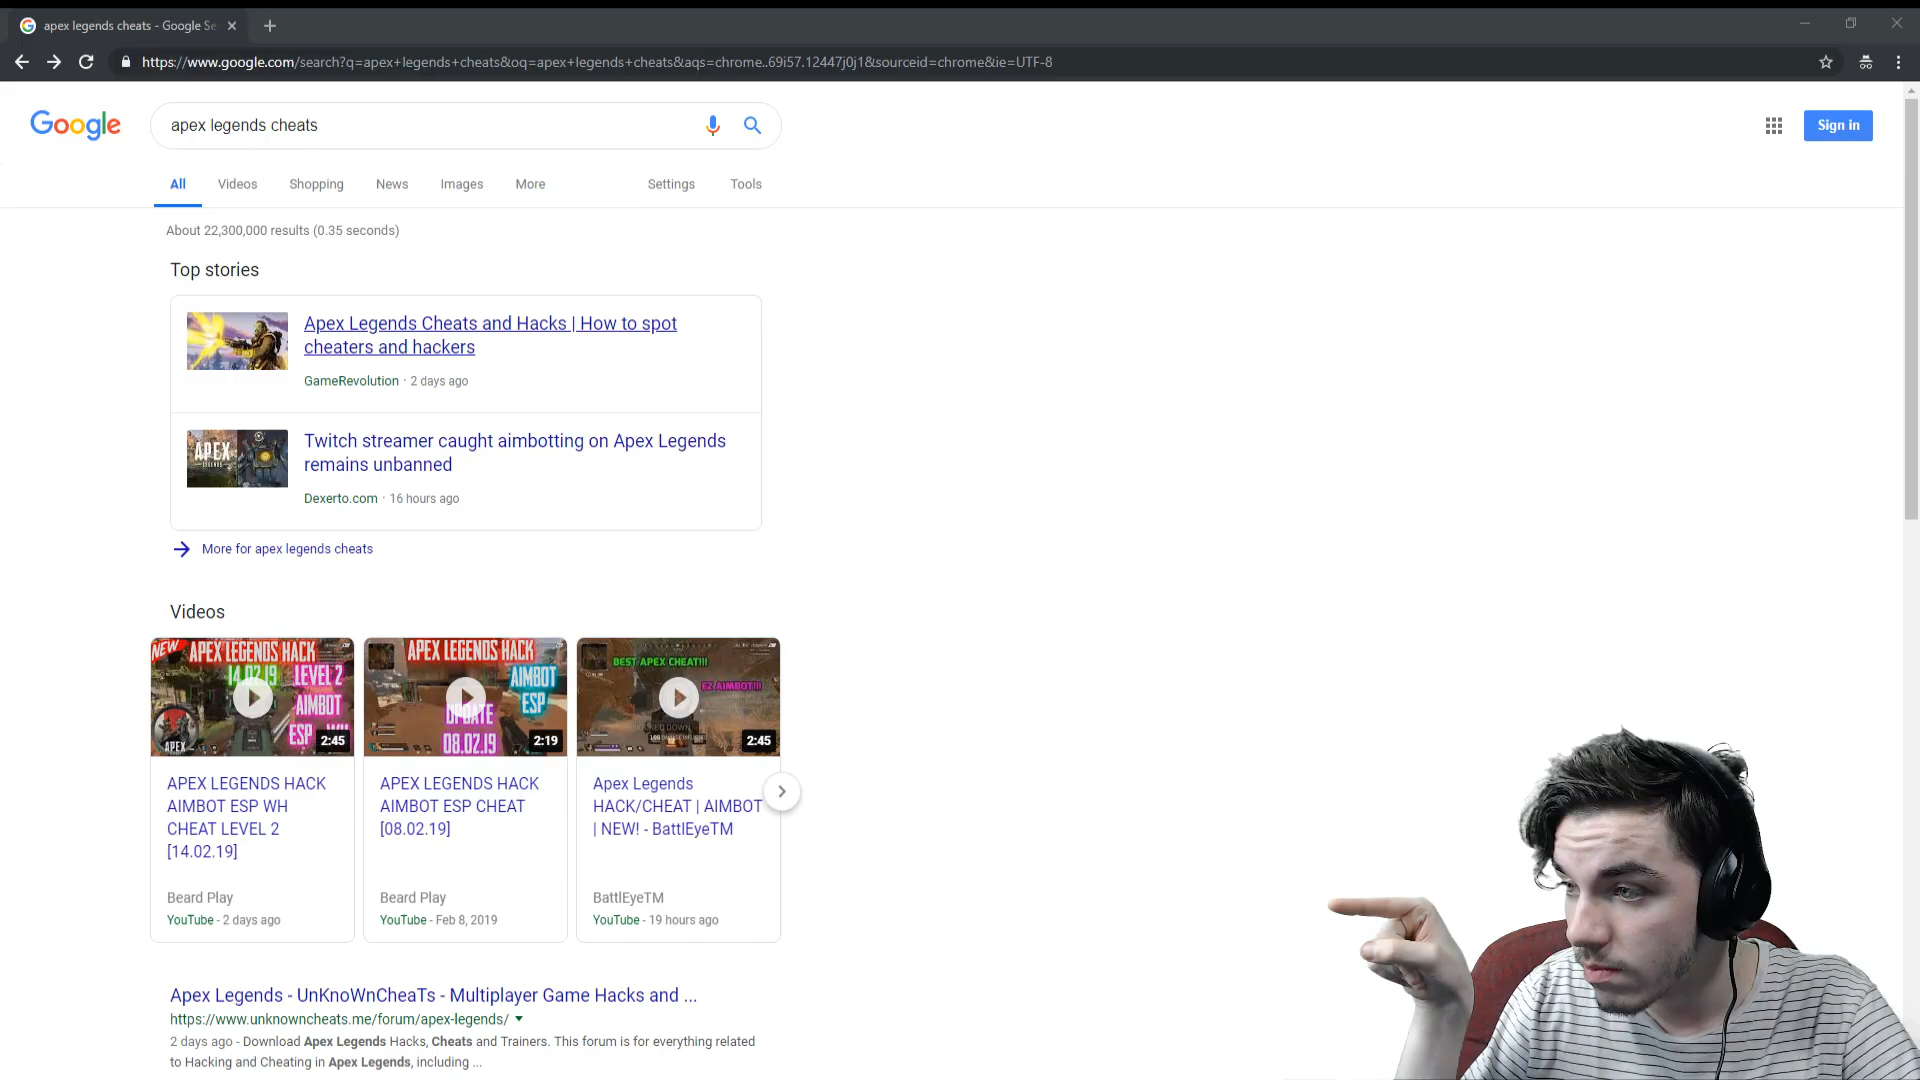 apex legends cheats - Google Se
https://www.google.com/search?q=apex+legends+cheats&oq=apex+legends+cheats&aqs=chrome..69i57.12447j0j1&sourceid=chrome&ie=UTF-8
Google
apex legends cheats
Sign in
All Videos Shopping News Images More Settings Tools
About 22,300,000 results (0.35 seconds)
Top stories
Apex Legends Cheats and Hacks | How to spot
cheaters and hackers
GameRevolution · 2 days ago
APEX
LEGENDS
Twitch streamer caught aimbotting on Apex Legends
remains unbanned
Dexerto.com · 16 hours ago
More for apex legends cheats
Videos
NEW
APEX LEGENDS HACK
14.02.19
LEVEL 2
AIMBOT
ESP WH
APEX
2:45
APEX LEGENDS HACK
AIMBOT
ESP
UPDATE
08.02.19
2:19
BEST APEX CHEAT!!!
EZ AIMBOT!!!
2:45
APEX LEGENDS HACK
AIMBOT ESP WH
CHEAT LEVEL 2
[14.02.19]
Beard Play
YouTube - 2 days ago
APEX LEGENDS HACK
AIMBOT ESP CHEAT
[08.02.19]
Beard Play
YouTube - Feb 8, 2019
Apex Legends
HACK/CHEAT | AIMBOT
| NEW! - BattlEyeTM
BattlEyeTM
YouTube - 19 hours ago
Apex Legends - UnKnoWnCheaTs - Multiplayer Game Hacks and ...
https://www.unknowncheats.me/forum/apex-legends/
2 days ago - Download Apex Legends Hacks, Cheats and Trainers. This forum is for everything related
to Hacking and Cheating in Apex Legends, including ...